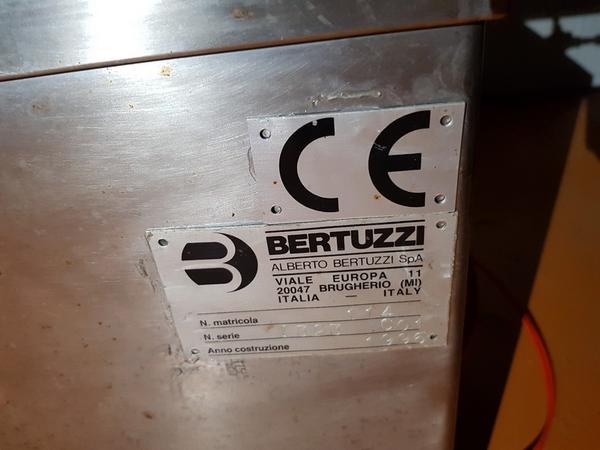 CE
BERTUZZI
ALBERTO BERTUZZI SpA
VIALE EUROPA 11
20047 BRUGHERIO (MI)
ITALIA — ITALY
N. matricola
N. serie
Anno costruzione